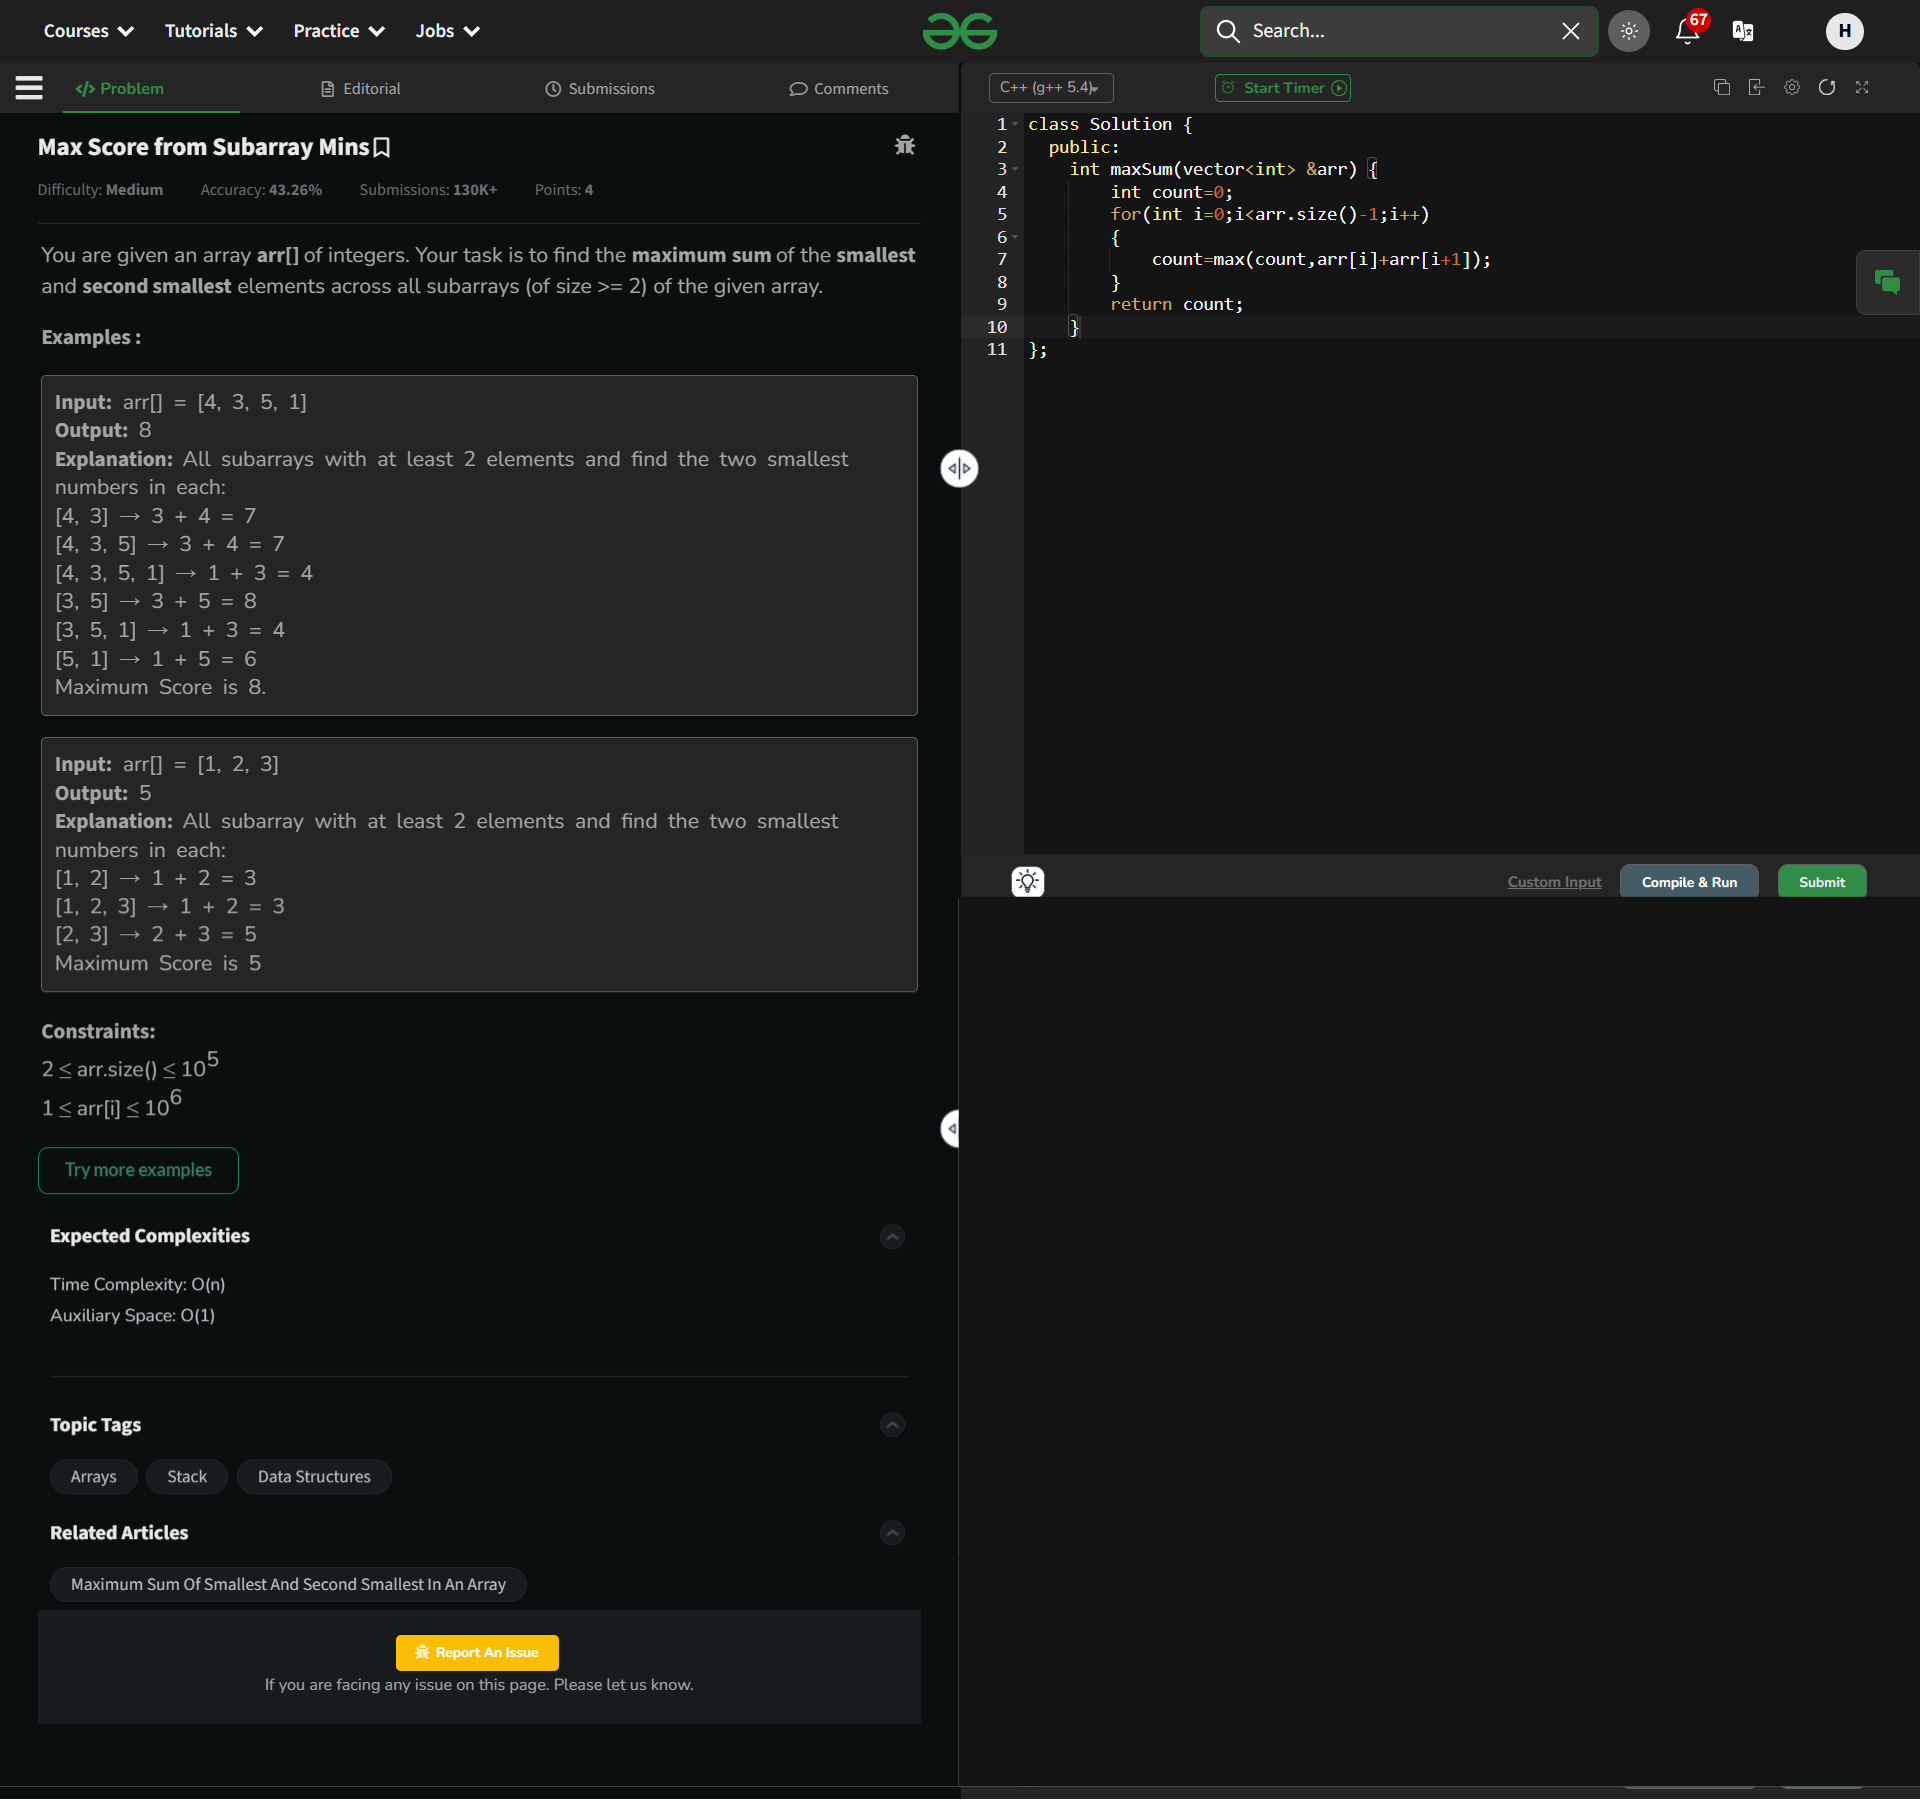 Courses Tutorials Practice Jobs Search... 67 H
Problem Editorial Submissions Comments
C++ (g++ 5.4) Start Timer
Max Score from Subarray Mins
Difficulty: Medium Accuracy: 43.26% Submissions: 130K+ Points: 4
You are given an array arr[] of integers. Your task is to find the maximum sum of the smallest
and second smallest elements across all subarrays (of size >= 2) of the given array.
Examples :
Input: arr[] = [4, 3, 5, 1]
Output: 8
Explanation: All subarrays with at least 2 elements and find the two smallest
numbers in each:
[4, 3] → 3 + 4 = 7
[4, 3, 5] → 3 + 4 = 7
[4, 3, 5, 1] → 1 + 3 = 4
[3, 5] → 3 + 5 = 8
[3, 5, 1] → 1 + 3 = 4
[5, 1] → 1 + 5 = 6
Maximum Score is 8.
Input: arr[] = [1, 2, 3]
Output: 5
Explanation: All subarray with at least 2 elements and find the two smallest
numbers in each:
[1, 2] → 1 + 2 = 3
[1, 2, 3] → 1 + 2 = 3
[2, 3] → 2 + 3 = 5
Maximum Score is 5
Constraints:
2 ≤ arr.size() ≤ 10^5
1 ≤ arr[i] ≤ 10^6
Try more examples
Expected Complexities
Time Complexity: O(n)
Auxiliary Space: O(1)
Topic Tags
Arrays Stack Data Structures
Related Articles
Maximum Sum Of Smallest And Second Smallest In An Array
Report An Issue
If you are facing any issue on this page. Please let us know.
1 class Solution {
2   public:
3     int maxSum(vector<int> &arr) {
4         int count=0;
5         for(int i=0;i<arr.size()-1;i++)
6         {
7             count=max(count,arr[i]+arr[i+1]);
8         }
9         return count;
10     }
11 };
Custom Input Compile & Run Submit